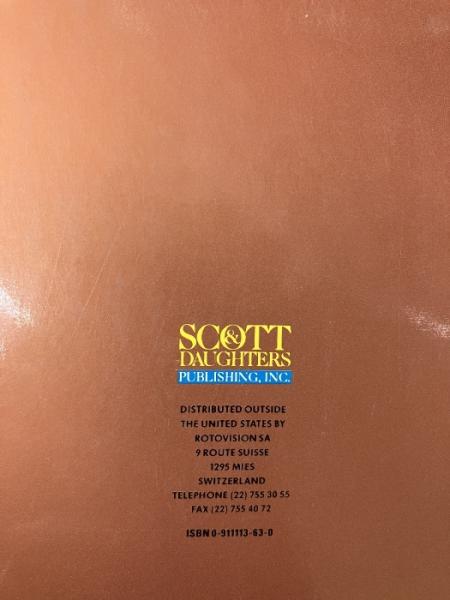 SCOTT
& DAUGHTERS
PUBLISHING, INC.
DISTRIBUTED OUTSIDE
THE UNITED STATES BY
ROTOVISION SA
9 ROUTE SUISSE
1295 MIES
SWITZERLAND
TELEPHONE (22) 755 30 55
FAX (22) 755 40 72
ISBN 0-911113-63-0